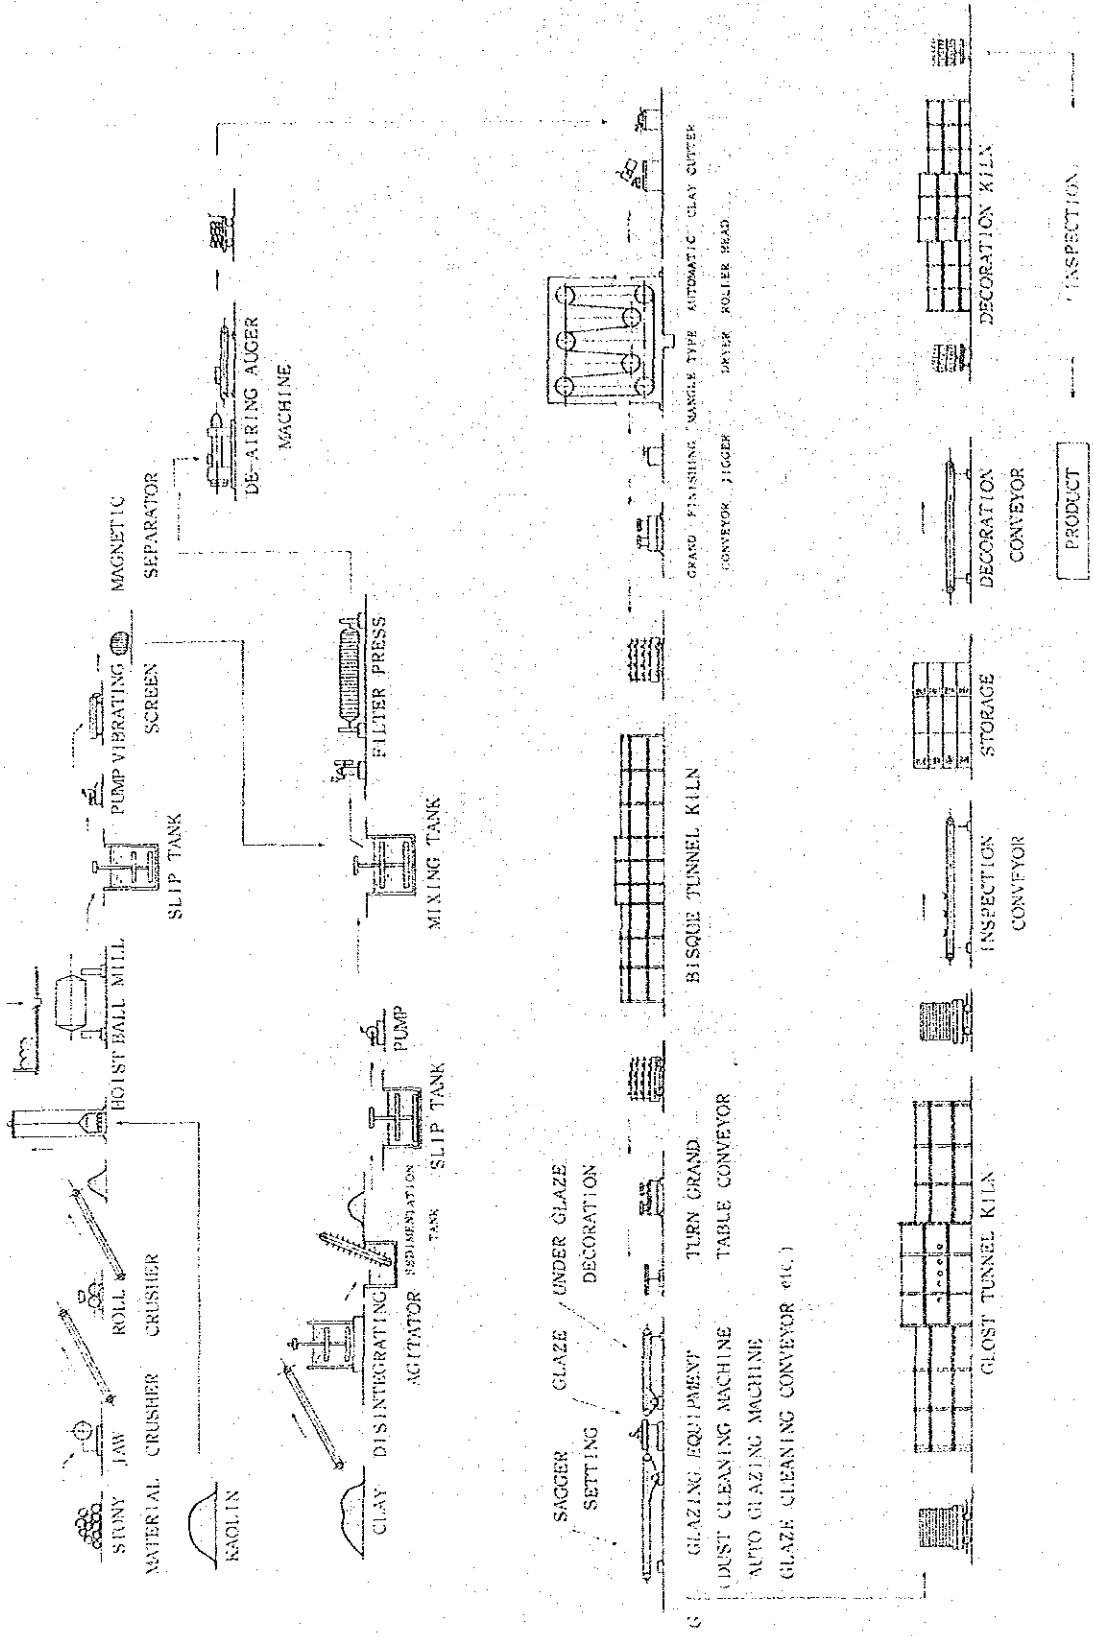 STONY JAW ROLL HOIST BALL MILL PUMP VIBRATING MAGNETIC
MATERIAL CRUSHER CRUSHER SLIP TANK SCREEN SEPARATOR
KAOLIN
DE-AIRING AUGER
MACHINE
CLAY DISINTEGRATING SEDIMENTATION PUMP FILTER PRESS
AGITATOR TANK SLIP TANK MIXING TANK
SAGGER GLAZE UNDER GLAZE
SETTING DECORATION
GLAZING EQUIPMENT TURN GRAND BISQUE TUNNEL KILN GRAND FINISHING MANGLE TYPE AUTOMATIC CLAY CUTTER
(DUST CLEANING MACHINE TABLE CONVEYOR CONVEYOR JIGGER DRYER ROLLER HEAD
AUTO GLAZING MACHINE
GLAZE CLEANING CONVEYOR etc.)
GLOST TUNNEL KILN INSPECTION STORAGE DECORATION DECORATION KILN
CONVEYOR CONVEYOR
PRODUCT INSPECTION